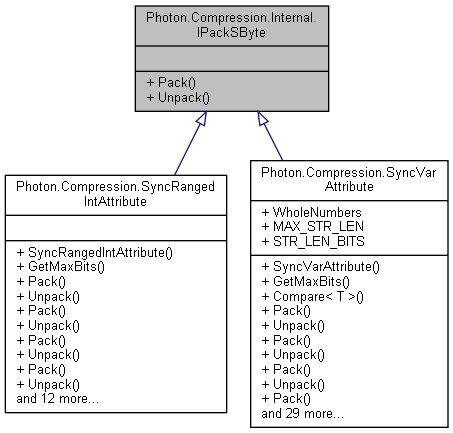 Photon.Compression.Internal.
IPackSByte
+ Pack()
+ Unpack()
Photon.Compression.SyncRanged
IntAttribute
+ SyncRangedIntAttribute()
+ GetMaxBits()
+ Pack()
+ Unpack()
+ Pack()
+ Unpack()
+ Pack()
+ Unpack()
+ Pack()
+ Unpack()
and 12 more...
Photon.Compression.SyncVar
Attribute
+ WholeNumbers
+ MAX_STR_LEN
+ STR_LEN_BITS
+ SyncVarAttribute()
+ GetMaxBits()
+ Compare< T >()
+ Pack()
+ Unpack()
+ Pack()
+ Unpack()
+ Pack()
+ Unpack()
+ Pack()
and 29 more...